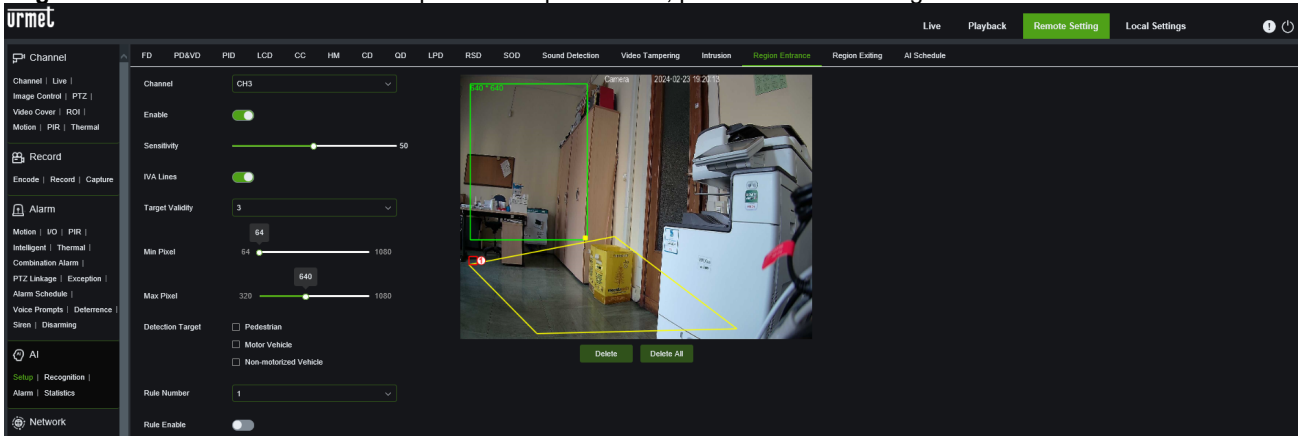 urmet
Live Playback Remote Setting Local Settings
Channel
Channel | Live |
Image Control | PTZ |
Video Cover | ROI |
Motion | PIR | Thermal
Record
Encode | Record | Capture
Alarm
Motion | I/O | PIR |
Intelligent | Thermal |
Combination Alarm |
PTZ Linkage | Exception |
Alarm Schedule |
Voice Prompts | Deterrence |
Siren | Disarming
AI
Setup | Recognition |
Alarm | Statistics
Network
FD PD&VD PID LCD CC HM CD QD LPD RSD SOD Sound Detection Video Tampering Intrusion Region Entrance Region Exiting AI Schedule
Channel CH3
Enable
Sensitivity 50
IVA Lines
Target Validity 3
64
Min Pixel 64 1080
640
Max Pixel 320 1080
Detection Target Pedestrian
Motor Vehicle
Non-motorized Vehicle
Rule Number 1
Rule Enable
640 * 640
Camera 2024-02-23 19:20:13
1
Delete Delete All